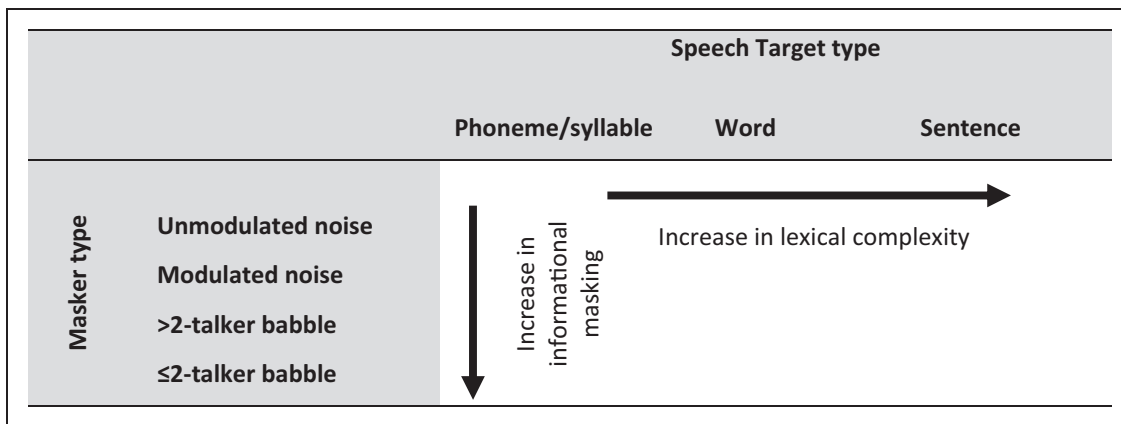 Speech Target type
Phoneme/syllable Word Sentence
Masker type
Unmodulated noise
Modulated noise
>2-talker babble
≤2-talker babble
Increase in
informational
masking
Increase in lexical complexity